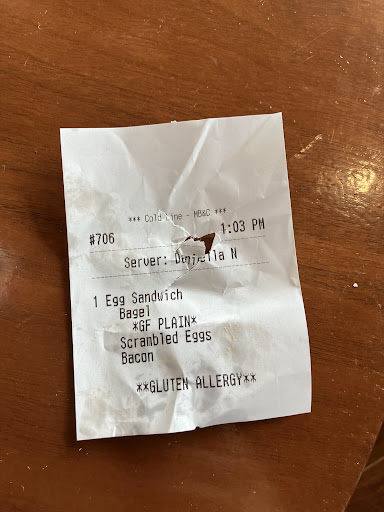 *** Cold Line - MB&C ***
#706 1:03 PM
Server: N
1 Egg Sandwich
Bagel
*GF PLAIN*
Scrambled Eggs
Bacon
**GLUTEN ALLERGY**